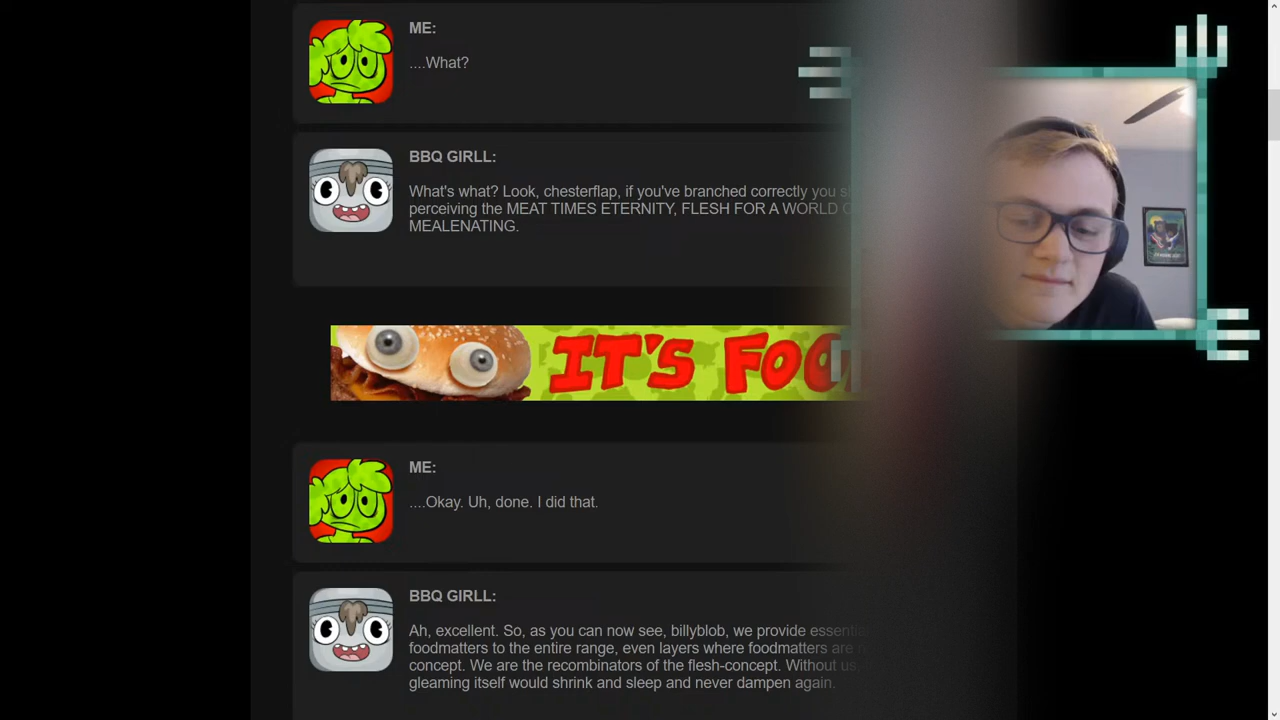 ME:
....What?
BBQ GIRLL:
What's what? Look, chesterflap, if you've branched correctly you
perceiving the MEAT TIMES ETERNITY, FLESH FOR A WORLD
MEALENATING.
IT'S
ME:
....Okay. Uh, done. I did that.
BBQ GIRLL:
Ah, excellent. So, as you can now see, billyblob, we provide
foodmatters to the entire range, even layers where foodmatters are
concept. We are the recombinators of the flesh-concept. Without us,
gleaming itself would shrink and sleep and never dampen again.